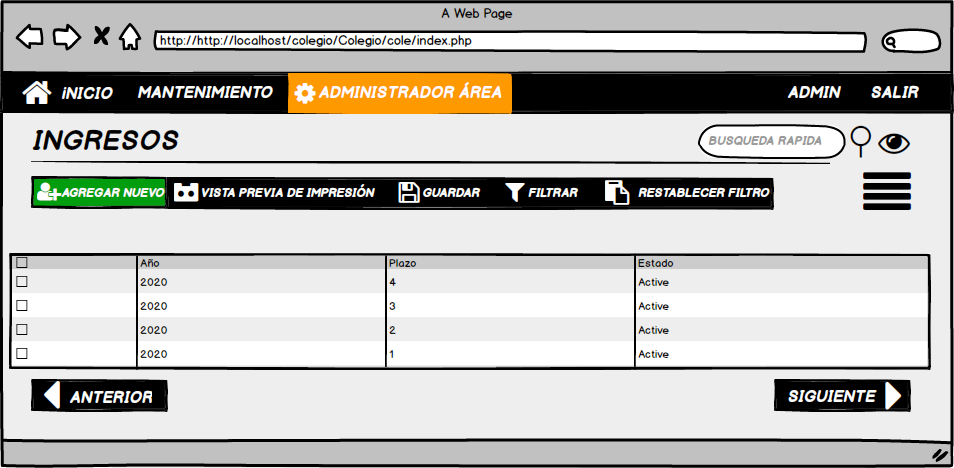 A Web Page
http://http://localhost/colegio/Colegio/cole/index.php
iNICIO MANTENIMIENTO ADMINISTRADOR ÁREA ADMIN SALIR
INGRESOS BUSQUEDA RAPIDA
AGREGAR NUEVO VISTA PREVIA DE IMPRESIÓN GUARDAR FILTRAR RESTABLECER FILTRO
Año Plazo Estado
2020 4 Active
2020 3 Active
2020 2 Active
2020 1 Active
ANTERIOR SIGUIENTE